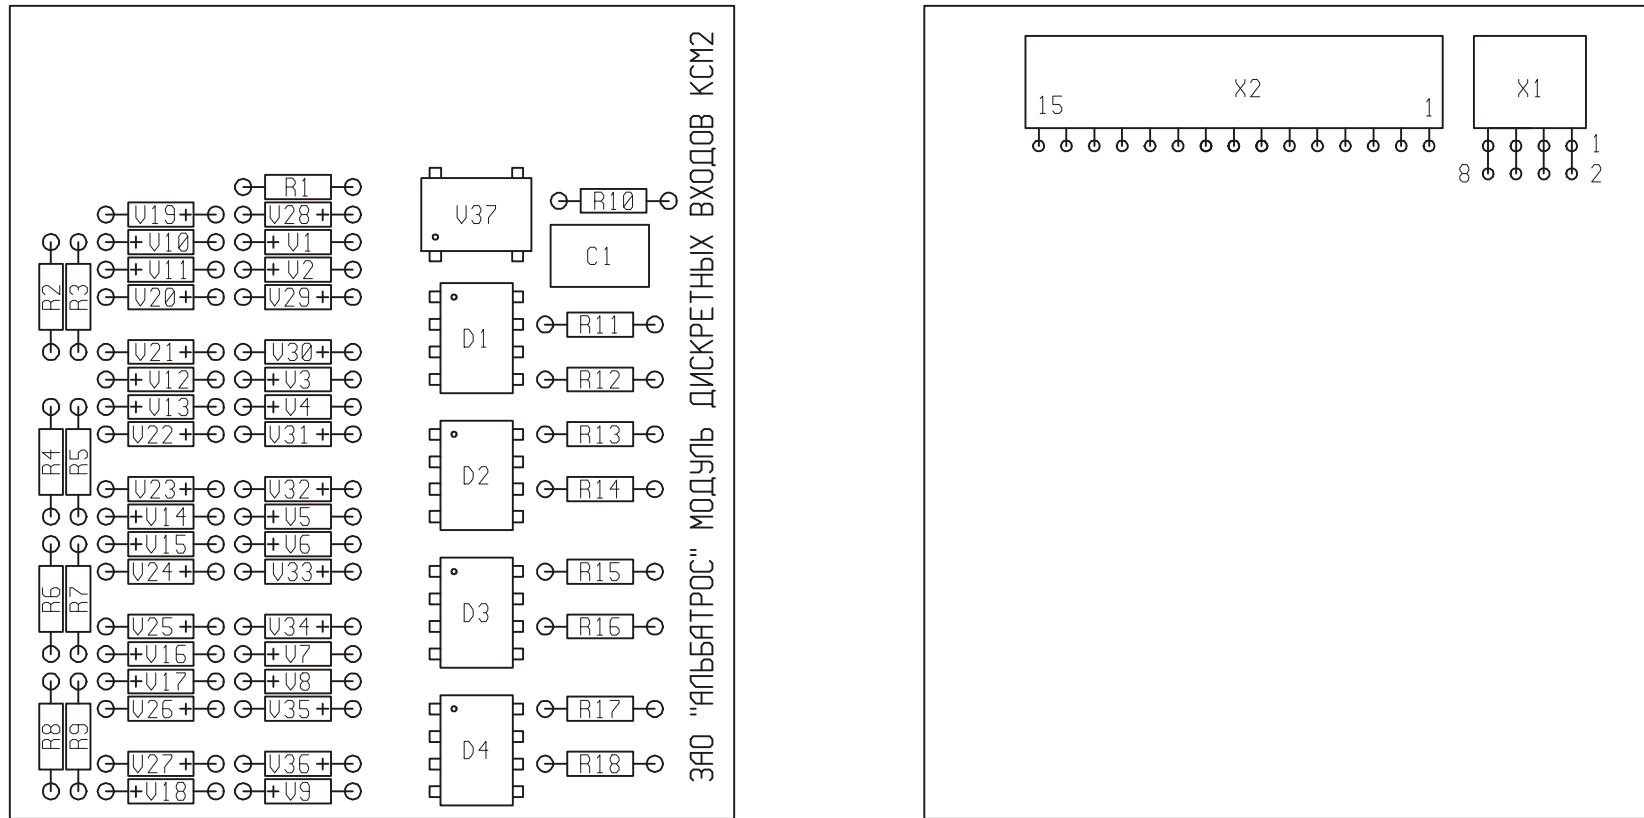 ЗАО "АЛЬБАТРОС" МОДУЛЬ ДИСКРЕТНЫХ ВХОДОВ КСМ2
R1
V19+ V28+
+V10 +V1
+V11 +V2
V20+ V29+
R2 R3
V21+ V30+
+V12 +V3
+V13 +V4
V22+ V31+
R4 R5
V23+ V32+
+V14 +V5
+V15 +V6
V24+ V33+
R6 R7
V25+ V34+
+V16 +V7
+V17 +V8
V26+ V35+
R8 R9
V27+ V36+
+V18 +V9
V37
R10
C1
D1
R11
R12
D2
R13
R14
D3
R15
R16
D4
R17
R18
X2
15 1
X1
1
8 2